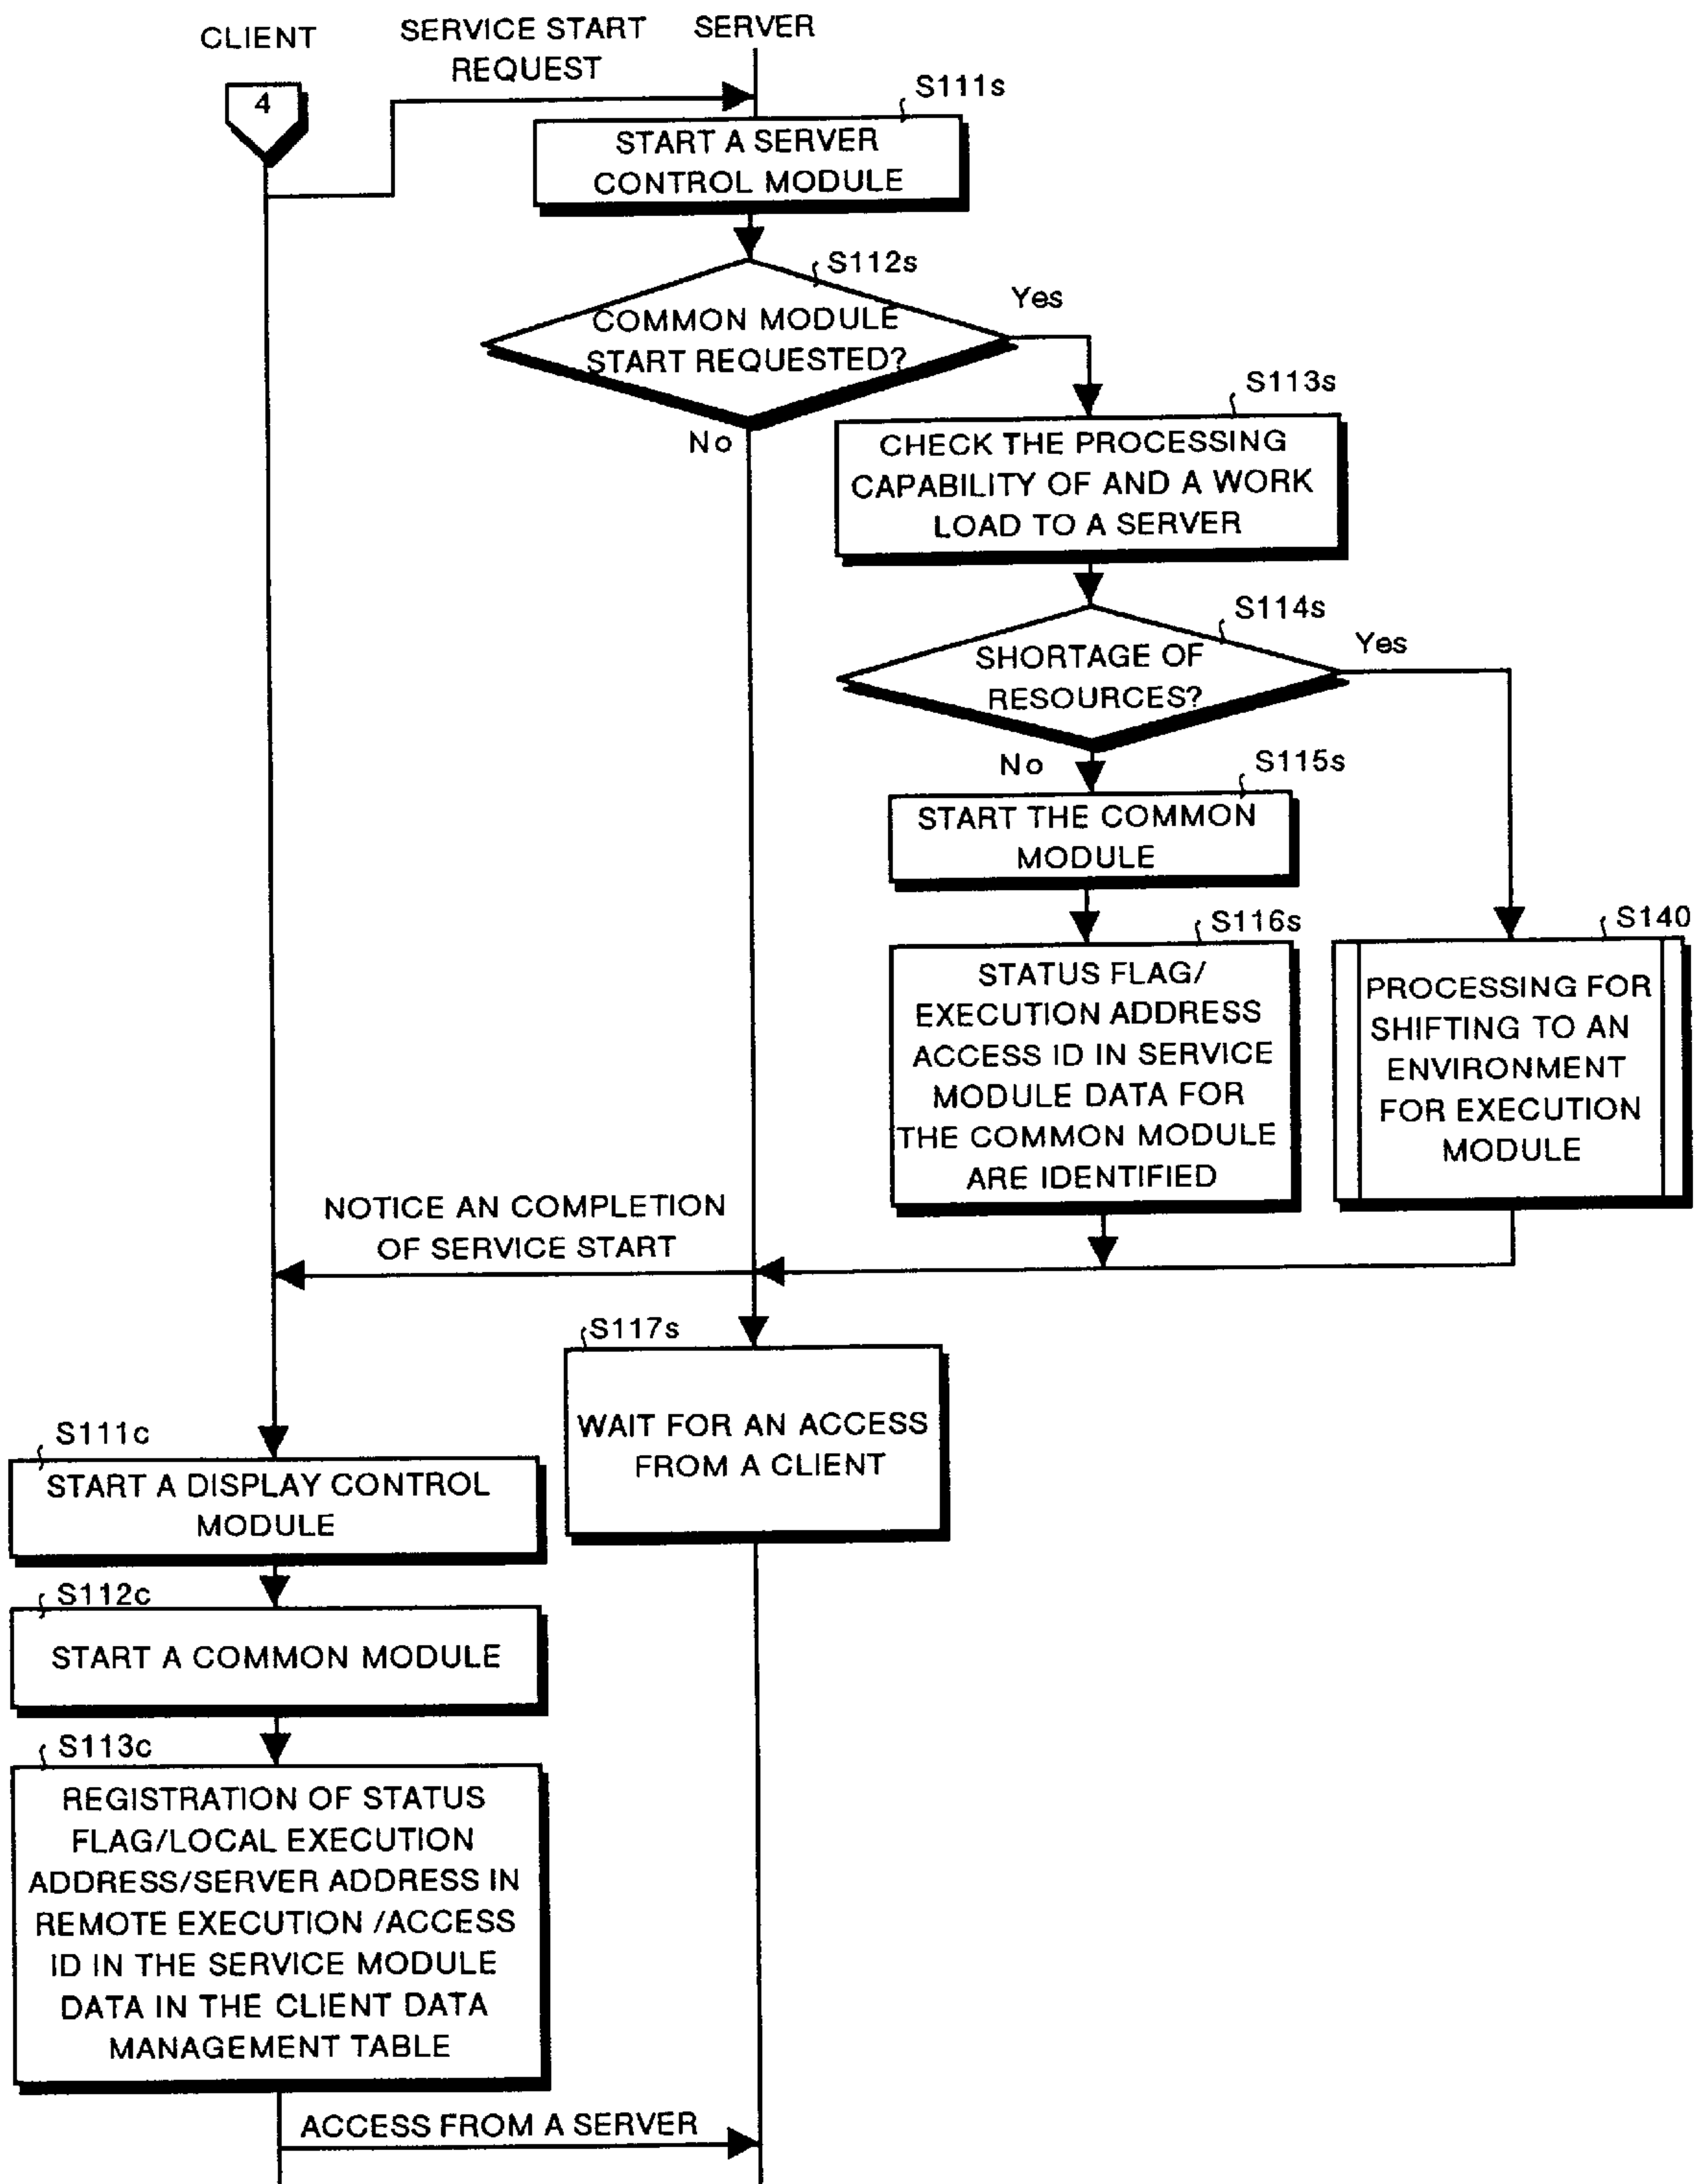 CLIENT
SERVICE START
REQUEST
SERVER
4
S111s
START A SERVER
CONTROL MODULE
S112s
COMMON MODULE
START REQUESTED?
Yes
No
S113s
CHECK THE PROCESSING
CAPABILITY OF AND A WORK
LOAD TO A SERVER
S114s
SHORTAGE OF
RESOURCES?
Yes
No
S115s
START THE COMMON
MODULE
S116s
STATUS FLAG/
EXECUTION ADDRESS
ACCESS ID IN SERVICE
MODULE DATA FOR
THE COMMON MODULE
ARE IDENTIFIED
S140
PROCESSING FOR
SHIFTING TO AN
ENVIRONMENT
FOR EXECUTION
MODULE
NOTICE AN COMPLETION
OF SERVICE START
S117s
WAIT FOR AN ACCESS
FROM A CLIENT
S111c
START A DISPLAY CONTROL
MODULE
S112c
START A COMMON MODULE
S113c
REGISTRATION OF STATUS
FLAG/LOCAL EXECUTION
ADDRESS/SERVER ADDRESS IN
REMOTE EXECUTION /ACCESS
ID IN THE SERVICE MODULE
DATA IN THE CLIENT DATA
MANAGEMENT TABLE
ACCESS FROM A SERVER